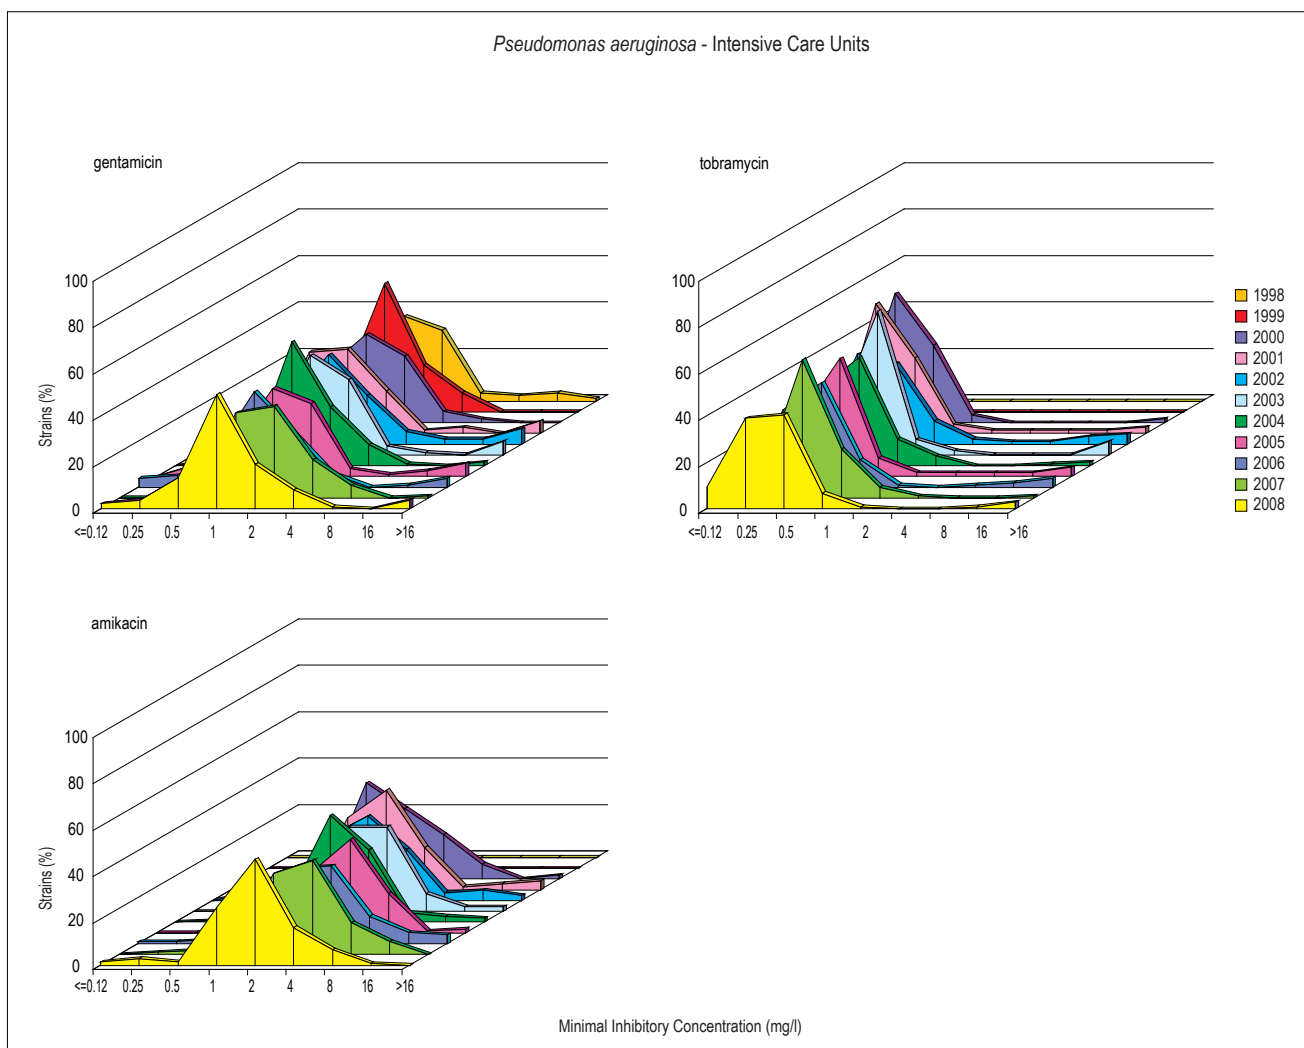 Pseudomonas aeruginosa - Intensive Care Units
gentamicin
100
80
60
40
20
0
Strains (%)
<=0.12 0.25 0.5 1 2 4 8 16 >16
tobramycin
100
80
60
40
20
0
Strains (%)
<=0.12 0.25 0.5 1 2 4 8 16 >16
1998
1999
2000
2001
2002
2003
2004
2005
2006
2007
2008
amikacin
100
80
60
40
20
0
Strains (%)
<=0.12 0.25 0.5 1 2 4 8 16 >16
Minimal Inhibitory Concentration (mg/l)